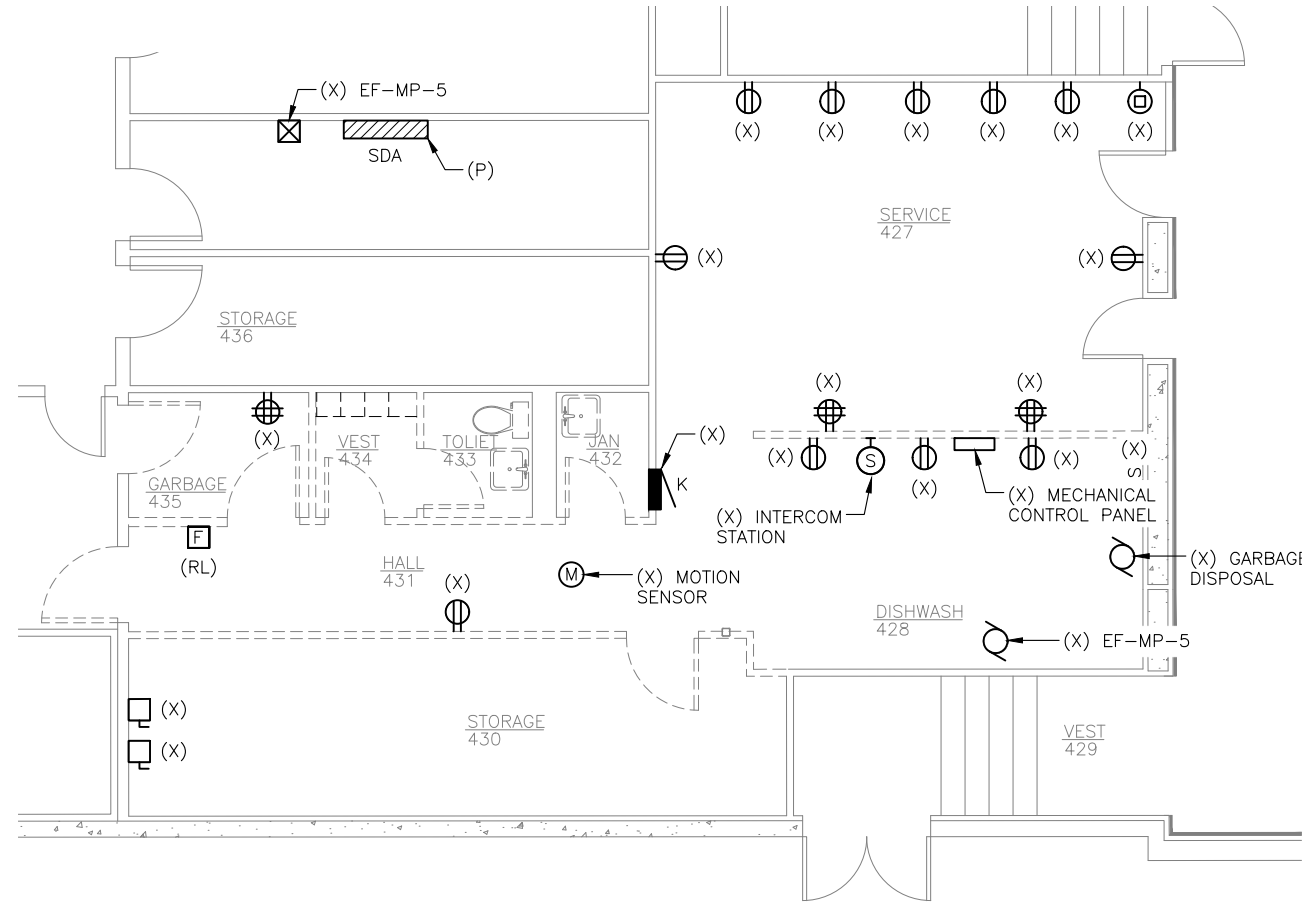 (X) EF-MP-5
SDA
(P)
(X)
(X)
(X)
(X)
(X)
(X)
SERVICE
427
(X)
(X)
STORAGE
436
(X)
(X)
(X)
VEST
434
TOLIET
433
JAN
432
(X)
K
(X)
S
(X)
(X)
(X)
S
GARBAGE
435
(X) INTERCOM
STATION
(X) MECHANICAL
CONTROL PANEL
F
(RL)
HALL
431
(X)
M
(X) MOTION
SENSOR
(X) GARBAGE
DISPOSAL
DISHWASH
428
(X) EF-MP-5
(X)
(X)
STORAGE
430
VEST
429